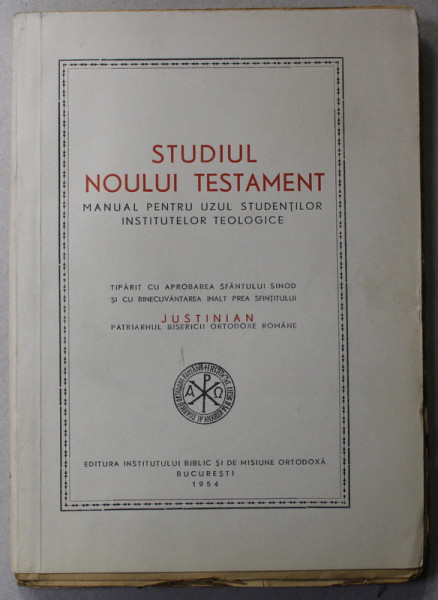 STUDIUL
NOULUI TESTAMENT
MANUAL PENTRU UZUL STUDENȚILOR
INSTITUTELOR TEOLOGICE
TIPĂRIT CU APROBAREA SFÂNTULUI SINOD
ȘI CU BINECUVÂNTAREA INALT PREA SFINȚITULUI
JUSTINIAN
PATRIARHUL BISERICII ORTODOXE ROMÂNE
A Ω
EDITURA INSTITUTULUI BIBLIC ȘI DE MISIUNE ORTODOXĂ
BUCUREȘTI
1954